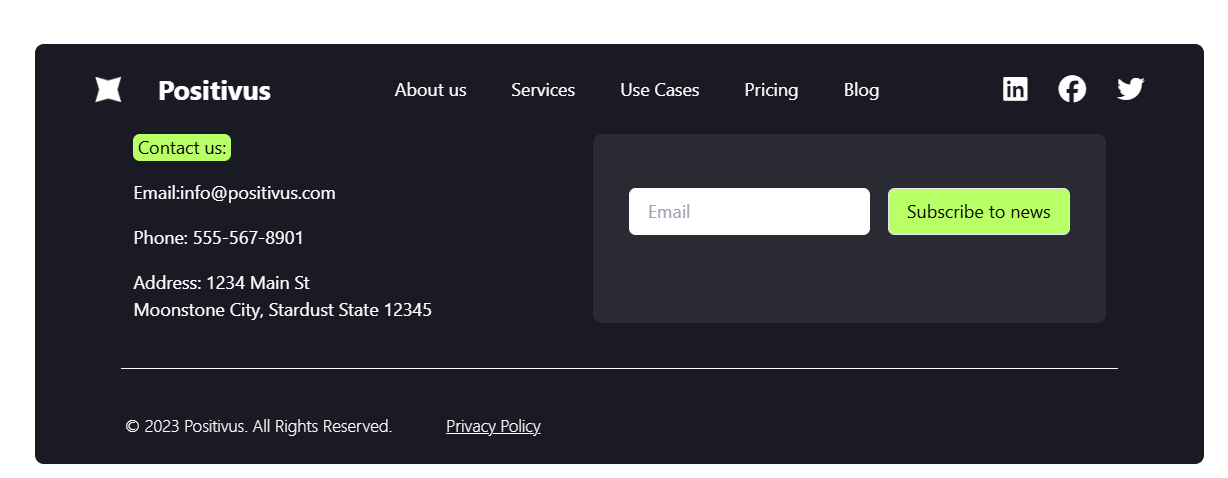 Positivus About us Services Use Cases Pricing Blog in
Contact us:
Email:info@positivus.com
Email Subscribe to news
Phone: 555-567-8901
Address: 1234 Main St
Moonstone City, Stardust State 12345
© 2023 Positivus. All Rights Reserved. Privacy Policy